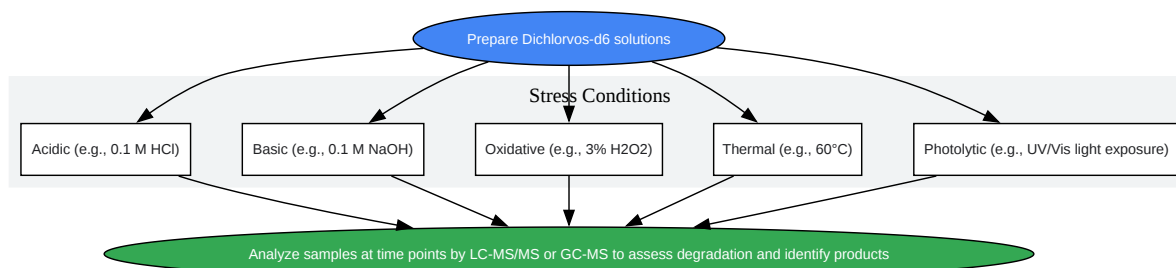 Prepare Dichlorvos-d6 solutions
Stress Conditions
Acidic (e.g., 0.1 M HCl)
Basic (e.g., 0.1 M NaOH)
Oxidative (e.g., 3% H2O2)
Thermal (e.g., 60°C)
Photolytic (e.g., UV/Vis light exposure)
Analyze samples at time points by LC-MS/MS or GC-MS to assess degradation and identify products